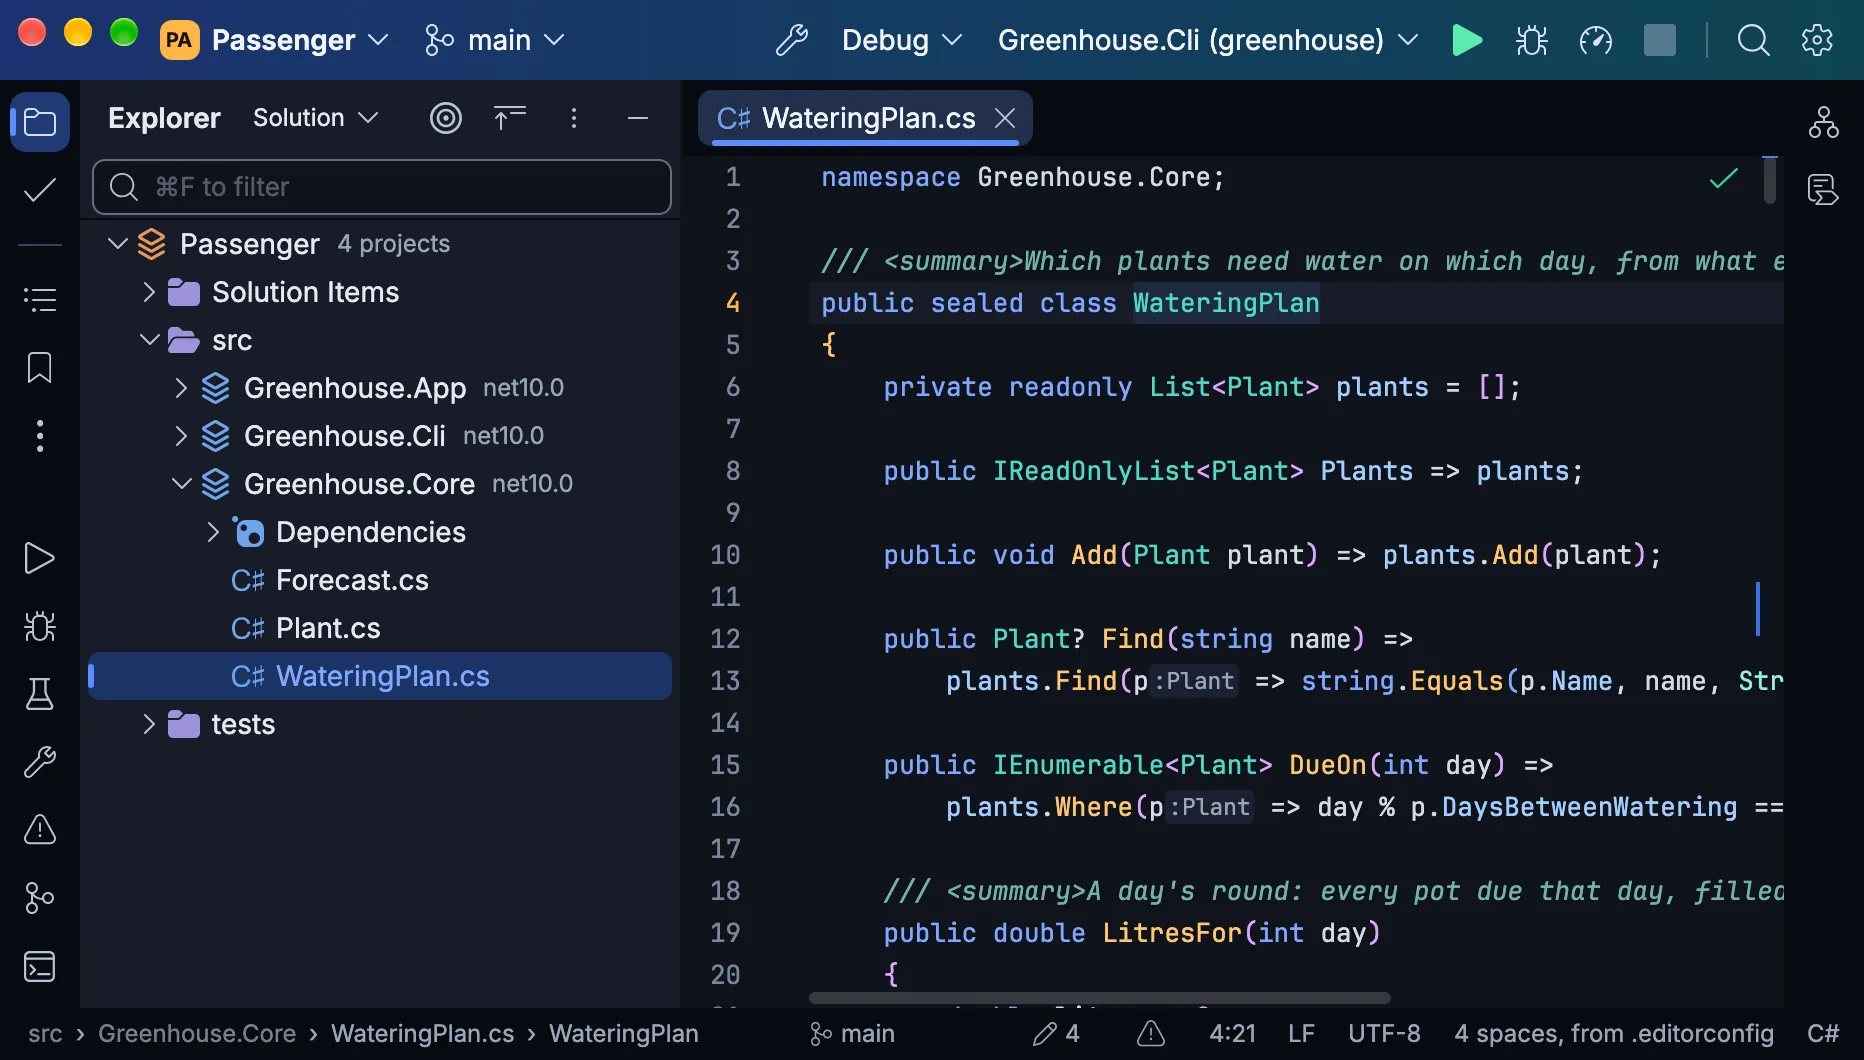 PA Passenger main Debug Greenhouse.Cli (greenhouse)
Explorer Solution
⌘F to filter
Passenger 4 projects
Solution Items
src
Greenhouse.App net10.0
Greenhouse.Cli net10.0
Greenhouse.Core net10.0
Dependencies
C# Forecast.cs
C# Plant.cs
C# WateringPlan.cs
tests
C# WateringPlan.cs
1 namespace Greenhouse.Core;
2
3 /// <summary>Which plants need water on which day, from what e
4 public sealed class WateringPlan
5 {
6 private readonly List<Plant> plants = [];
7
8 public IReadOnlyList<Plant> Plants => plants;
9
10 public void Add(Plant plant) => plants.Add(plant);
11
12 public Plant? Find(string name) =>
13 plants.Find(p :Plant => string.Equals(p.Name, name, Str
14
15 public IEnumerable<Plant> DueOn(int day) =>
16 plants.Where(p :Plant => day % p.DaysBetweenWatering ==
17
18 /// <summary>A day's round: every pot due that day, filled
19 public double LitresFor(int day)
20 {
src › Greenhouse.Core › WateringPlan.cs › WateringPlan main 4 4:21 LF UTF-8 4 spaces, from .editorconfig C#